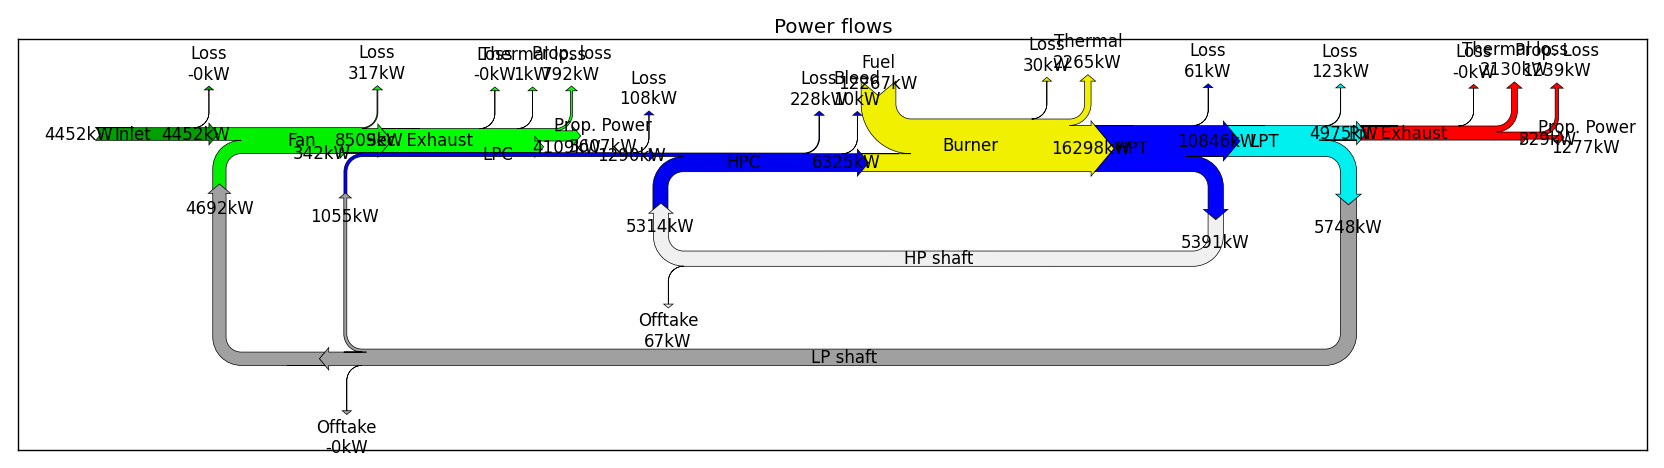 Power flows
Loss
-0kW
Loss
317kW
Loss
-0kW
Thermal loss
1kW
Prop. loss
792kW
Loss
108kW
Loss
228kW
Bleed
10kW
Fuel
12267kW
Loss
30kW
Thermal
2265kW
Loss
61kW
Loss
123kW
Loss
-0kW
Thermal loss
2130kW
Prop. Loss
1239kW
4452kW
Inlet
4452kW
Fan
8509kW
Exhaust
342kW
LPC
4109kW
Prop. Power
3607kW
1290kW
HPC
6325kW
Burner
16298kW
HPT
10846kW
LPT
4975kW
Exhaust
829kW
Prop. Power
1277kW
4692kW
1055kW
5314kW
5391kW
5748kW
HP shaft
Offtake
67kW
LP shaft
Offtake
-0kW